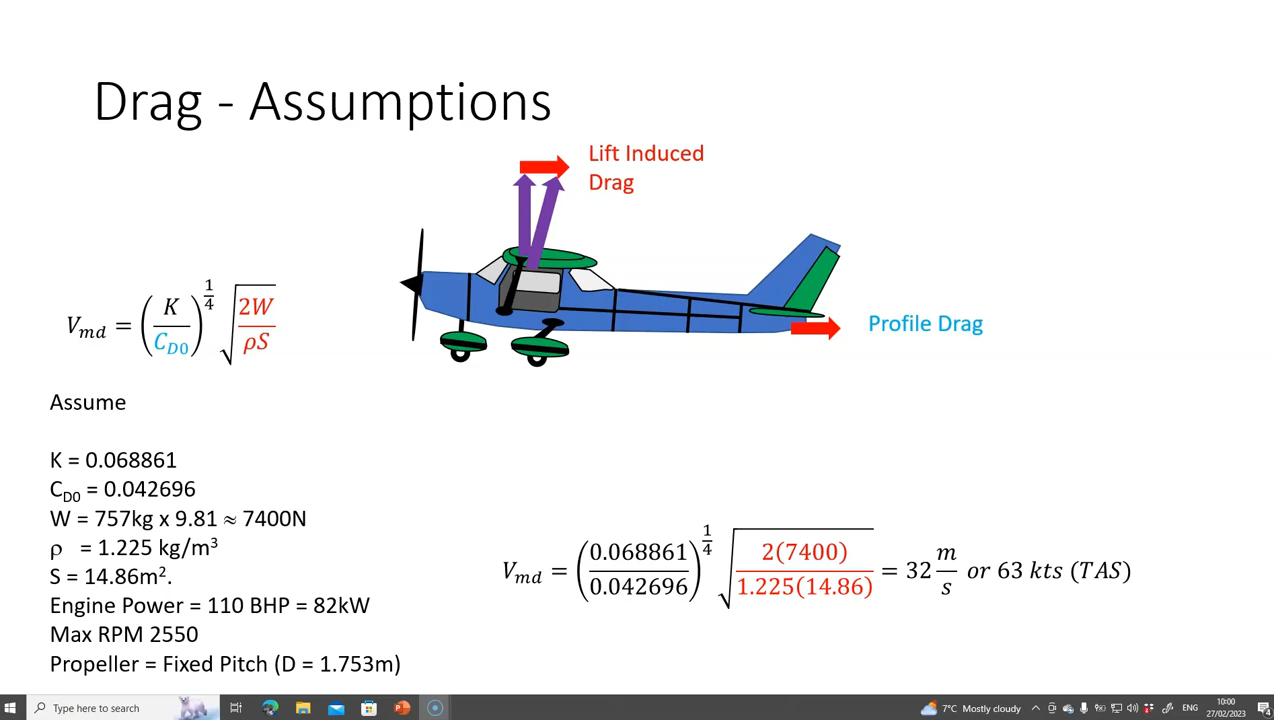 Drag - Assumptions
Lift Induced
Drag
V_md = (K / C_D0)^(1/4) √(2W / ρS)
Profile Drag
Assume
K = 0.068861
C_D0 = 0.042696
W = 757kg x 9.81 ≈ 7400N
ρ = 1.225 kg/m³
S = 14.86m².
Engine Power = 110 BHP = 82kW
Max RPM 2550
Propeller = Fixed Pitch (D = 1.753m)
V_md = (0.068861 / 0.042696)^(1/4) √(2(7400) / 1.225(14.86)) = 32 m/s or 63 kts (TAS)
Type here to search
7°C Mostly cloudy
ENG
10:00
27/02/2023